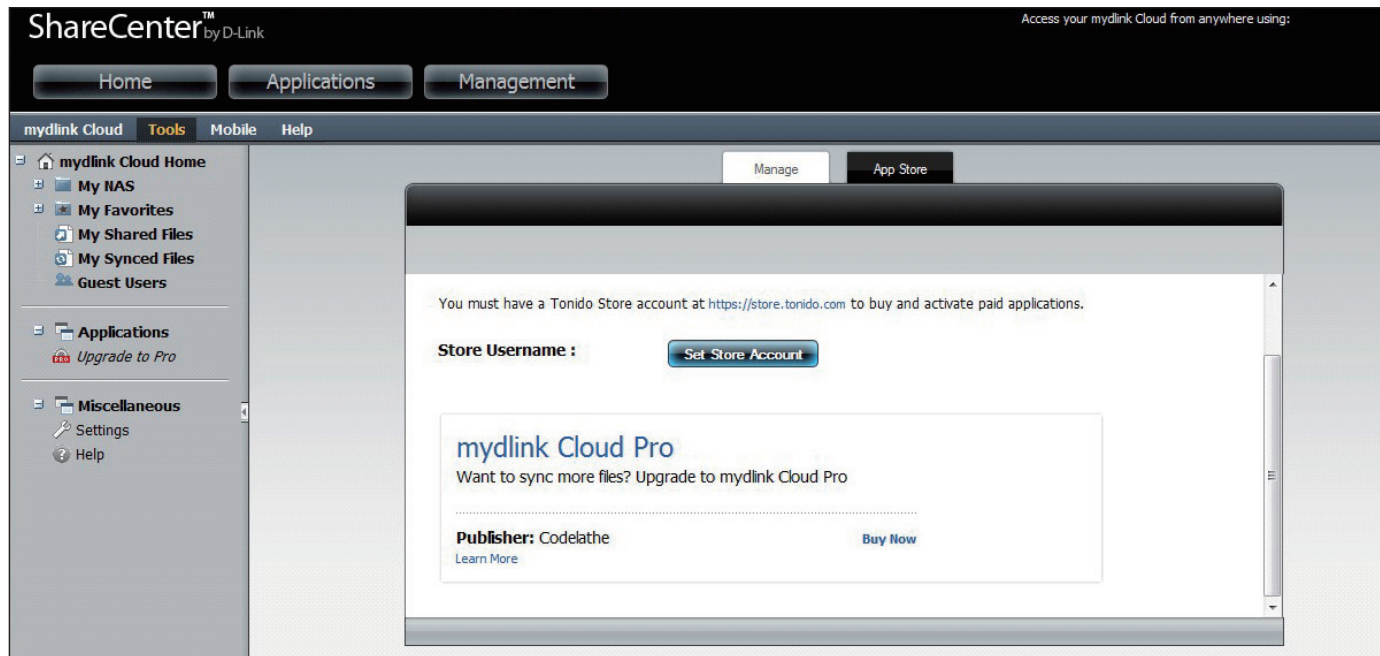 ShareCenter™ by D-Link
Access your mydlink Cloud from anywhere using:
Home Applications Management
mydlink Cloud Tools Mobile Help
mydlink Cloud Home
My NAS
My Favorites
My Shared Files
My Synced Files
Guest Users
Applications
PRO Upgrade to Pro
Miscellaneous
Settings
Help
Manage App Store
You must have a Tonido Store account at https://store.tonido.com to buy and activate paid applications.
Store Username : Set Store Account
mydlink Cloud Pro
Want to sync more files? Upgrade to mydlink Cloud Pro
Publisher: Codelathe Buy Now
Learn More